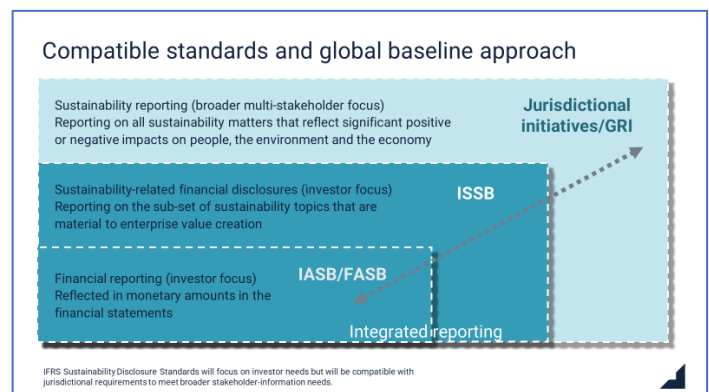 Compatible standards and global baseline approach
Sustainability reporting (broader multi-stakeholder focus)
Reporting on all sustainability matters that reflect significant positive
or negative impacts on people, the environment and the economy
Jurisdictional
initiatives/GRI
Sustainability-related financial disclosures (investor focus)
Reporting on the sub-set of sustainability topics that are
material to enterprise value creation
ISSB
Financial reporting (investor focus)
Reflected in monetary amounts in the
financial statements
IASB/FASB
Integrated reporting
IFRS Sustainability Disclosure Standards will focus on investor needs but will be compatible with
jurisdictional requirements to meet broader stakeholder-information needs.